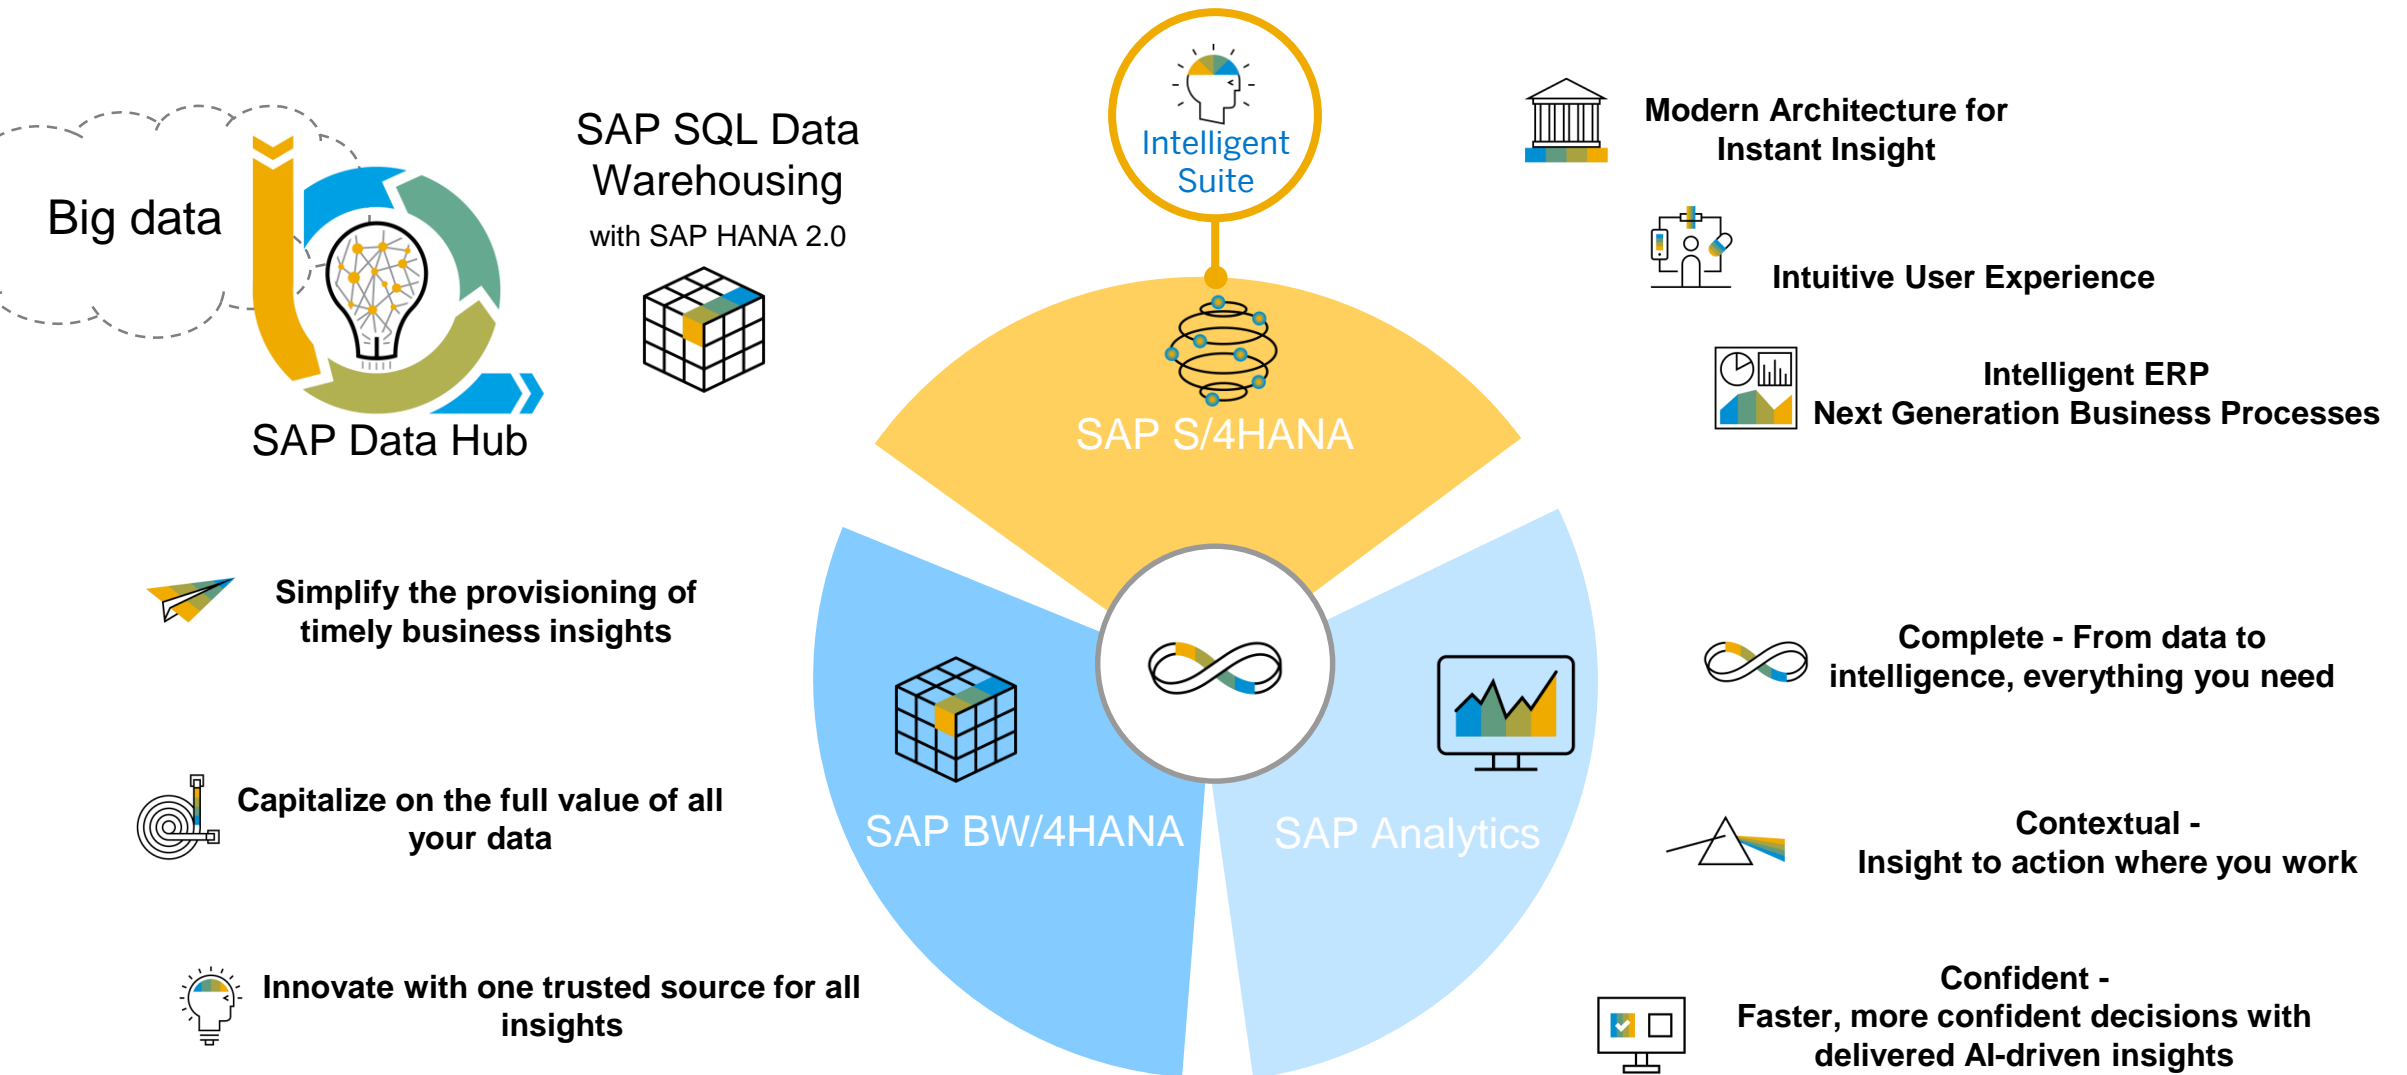 Big data
SAP Data Hub
SAP SQL Data
Warehousing
with SAP HANA 2.0
Intelligent
Suite
SAP S/4HANA
Modern Architecture for
Instant Insight
Intuitive User Experience
Intelligent ERP
Next Generation Business Processes
Simplify the provisioning of
timely business insights
Capitalize on the full value of all
your data
Innovate with one trusted source for all
insights
SAP BW/4HANA
SAP Analytics
Complete - From data to
intelligence, everything you need
Contextual -
Insight to action where you work
Confident -
Faster, more confident decisions with
delivered AI-driven insights